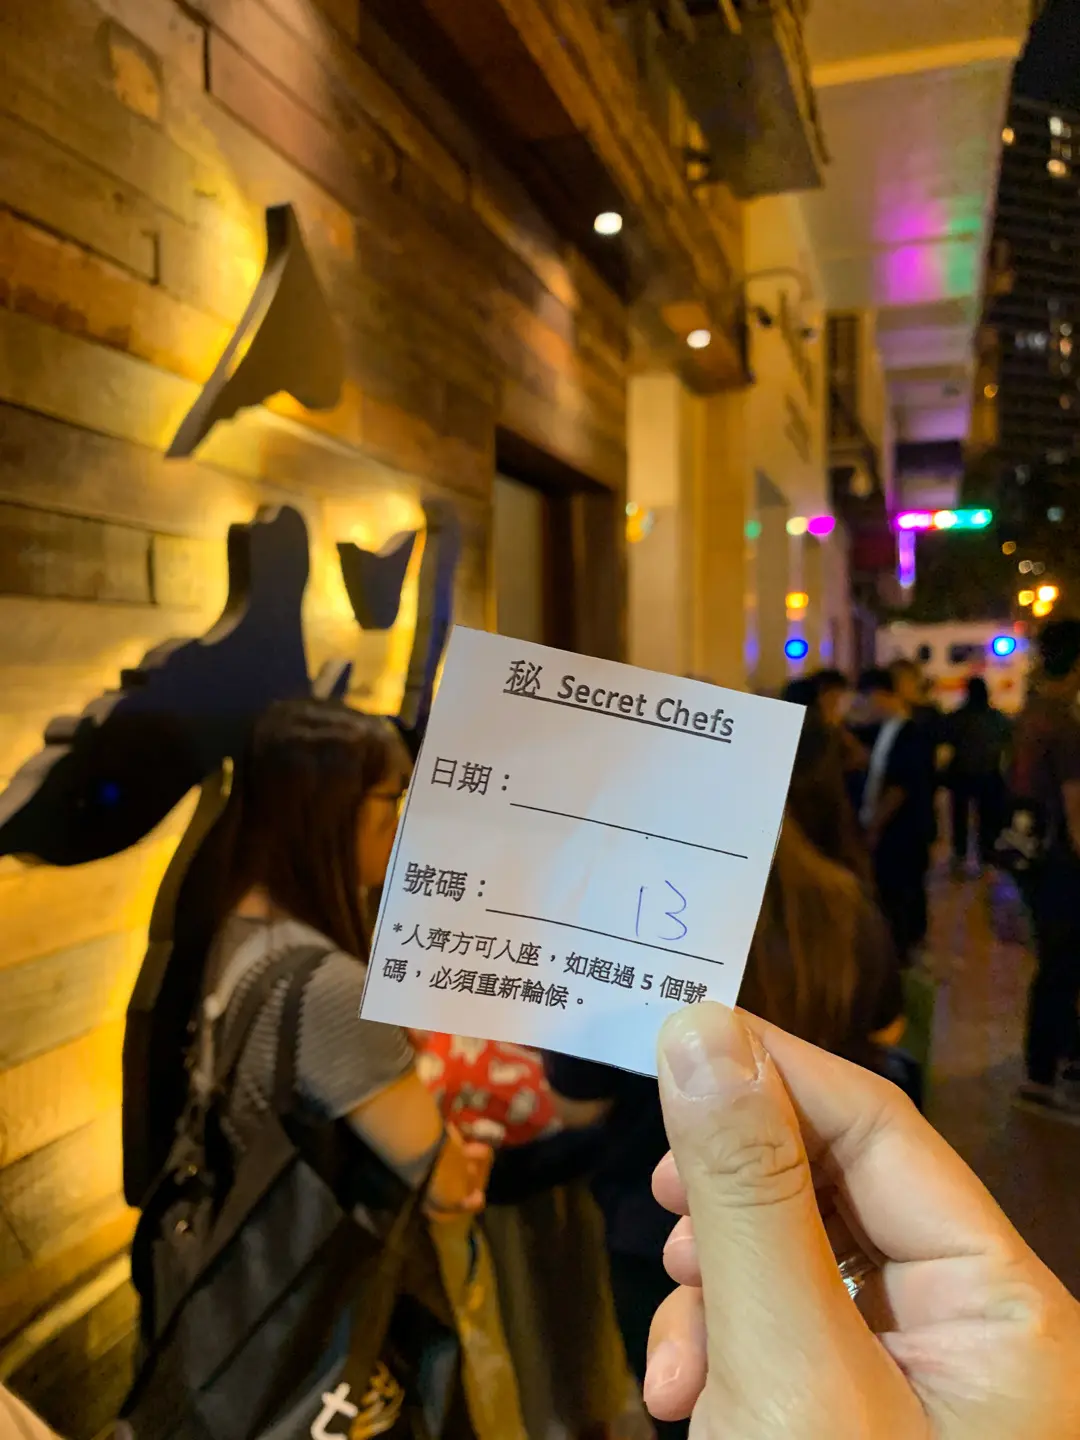 秘 Secret Chefs
日期：
號碼： 13
*人齊方可入座，如超過 5 個號
碼，必須重新輪候。
t